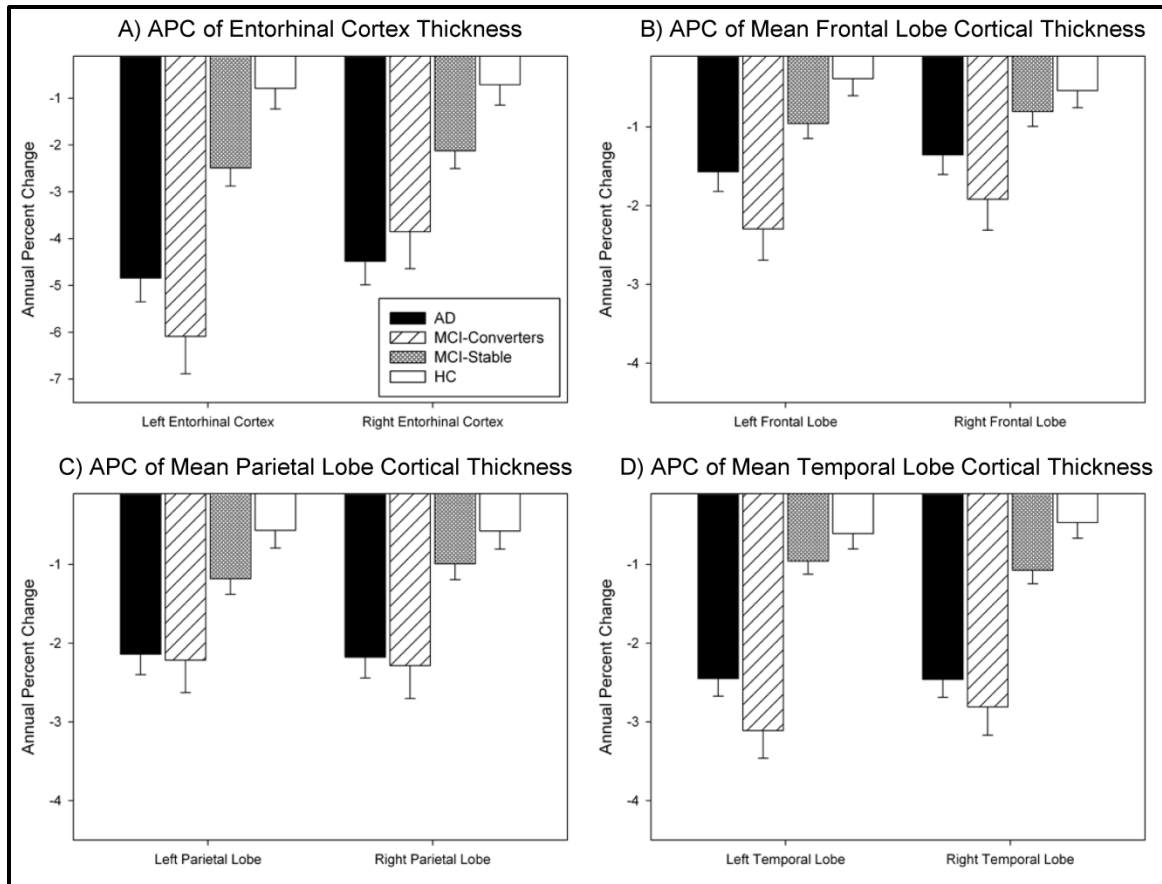 A) APC of Entorhinal Cortex Thickness
Annual Percent Change
-1
-2
-3
-4
-5
-6
-7
AD
MCI-Converters
MCI-Stable
HC
Left Entorhinal Cortex
Right Entorhinal Cortex
B) APC of Mean Frontal Lobe Cortical Thickness
Annual Percent Change
-1
-2
-3
-4
Left Frontal Lobe
Right Frontal Lobe
C) APC of Mean Parietal Lobe Cortical Thickness
Annual Percent Change
-1
-2
-3
-4
Left Parietal Lobe
Right Parietal Lobe
D) APC of Mean Temporal Lobe Cortical Thickness
Annual Percent Change
-1
-2
-3
-4
Left Temporal Lobe
Right Temporal Lobe